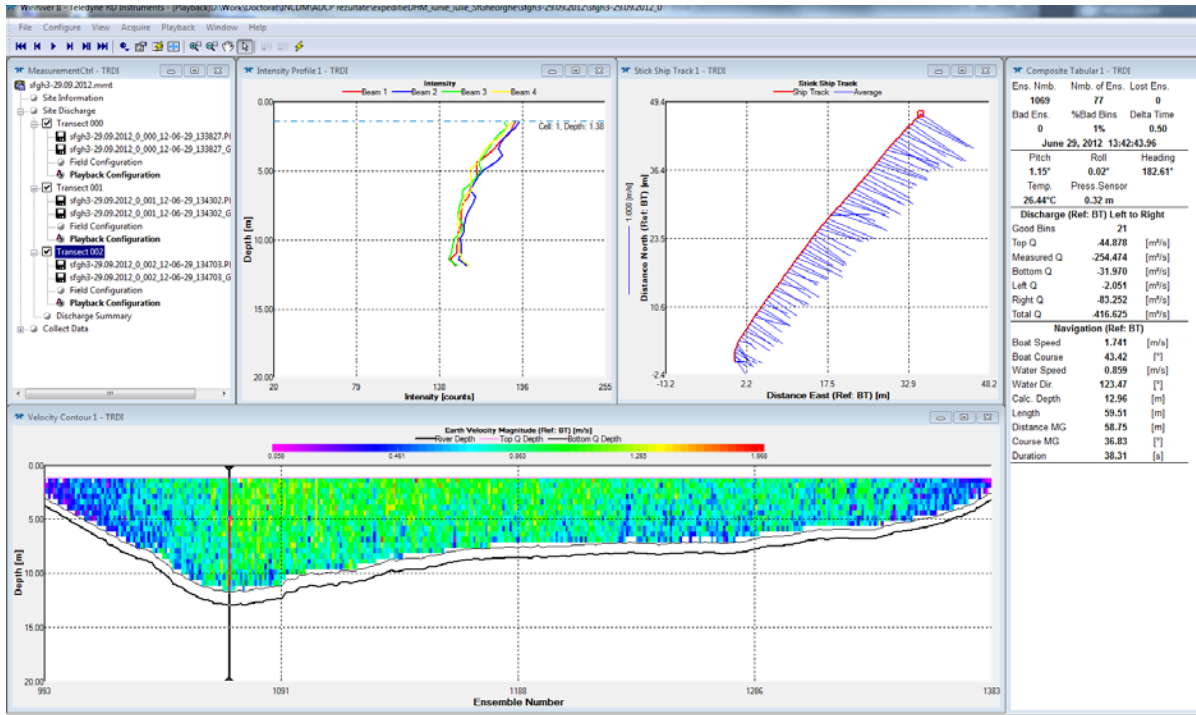 WinRiver II - Teledyne RD Instruments - [Playback]D:\Work\Doctorat\INCDM\ADCP rezultate\expeditieDHM_iunie_iulie_SfGheorghe\sfgh3-29.09.2012\sfgh3-29.09.2012_0
File Configure View Acquire Playback Window Help
MeasurementCtrl - TRDI
sfgh3-29.09.2012.mmt
Site Information
Site Discharge
Transect 000
sfgh3-29.09.2012_0_000_12-06-29_133827.PI
sfgh3-29.09.2012_0_000_12-06-29_133827_G
Field Configuration
Playback Configuration
Transect 001
sfgh3-29.09.2012_0_001_12-06-29_134302.PI
sfgh3-29.09.2012_0_001_12-06-29_134302_G
Field Configuration
Playback Configuration
Transect 002
sfgh3-29.09.2012_0_002_12-06-29_134703.PI
sfgh3-29.09.2012_0_002_12-06-29_134703_G
Field Configuration
Playback Configuration
Discharge Summary
Collect Data
Intensity Profile 1 - TRDI
Intensity
Beam 1 Beam 2 Beam 3 Beam 4
Cell: 1, Depth: 1.38
Depth [m]
0.00
5.00
10.00
15.00
20.00
20 79 138 196 255
Intensity [counts]
Stick Ship Track 1 - TRDI
Stick Ship Track
Ship Track Average
1.000 [m/s]
Distance North (Ref: BT) [m]
49.4
36.4
23.5
10.6
-2.4
-13.2 2.2 17.5 32.9 48.2
Distance East (Ref: BT) [m]
Composite Tabular 1 - TRDI
Ens. Nmb. Nmb. of Ens. Lost Ens.
1069 77 0
Bad Ens. %Bad Bins Delta Time
0 1% 0.50
June 29, 2012 13:42:43.96
Pitch Roll Heading
1.15° 0.02° 182.61°
Temp. Press.Sensor
26.44°C 0.32 m
Discharge (Ref: BT) Left to Right
Good Bins 21
Top Q -44.878 [m³/s]
Measured Q -254.474 [m³/s]
Bottom Q -31.970 [m³/s]
Left Q -2.051 [m³/s]
Right Q -83.252 [m³/s]
Total Q -416.625 [m³/s]
Navigation (Ref: BT)
Boat Speed 1.741 [m/s]
Boat Course 43.42 [°]
Water Speed 0.859 [m/s]
Water Dir. 123.47 [°]
Calc. Depth 12.96 [m]
Length 59.51 [m]
Distance MG 58.75 [m]
Course MG 36.83 [°]
Duration 38.31 [s]
Velocity Contour 1 - TRDI
Earth Velocity Magnitude (Ref: BT) [m/s]
River Depth Top Q Depth Bottom Q Depth
0.461 0.863 1.265
Depth [m]
0.00
5.00
10.00
15.00
20.00
993 1091 1188 1286 1383
Ensemble Number